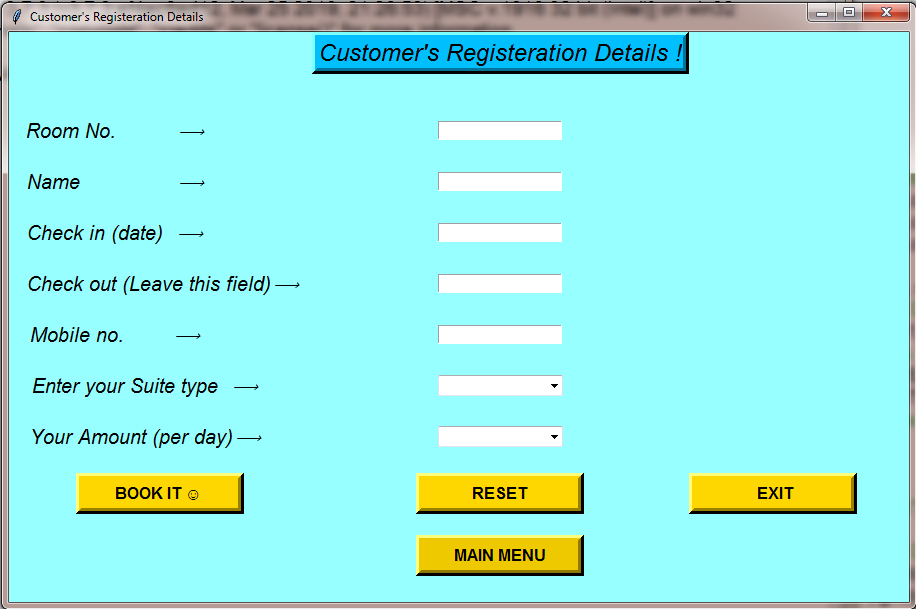 Customer's Registeration Details
Customer's Registeration Details !
Room No. ⟶
Name ⟶
Check in (date) ⟶
Check out (Leave this field) ⟶
Mobile no. ⟶
Enter your Suite type ⟶
Your Amount (per day) ⟶
BOOK IT ☺ RESET EXIT
MAIN MENU